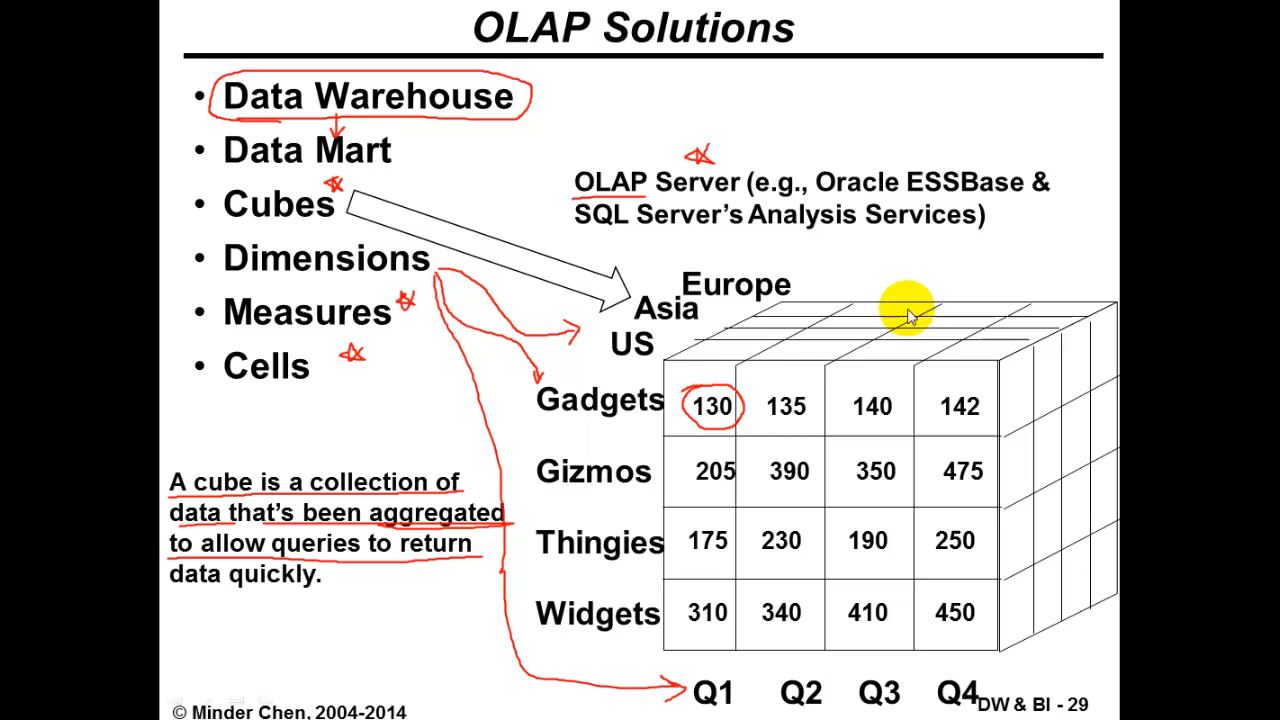 OLAP Solutions
• Data Warehouse
• Data Mart
• Cubes
• Dimensions
• Measures
• Cells
OLAP Server (e.g., Oracle ESSBase &
SQL Server's Analysis Services)
Europe
Asia
US
Gadgets 130 135 140 142
Gizmos 205 390 350 475
Thingies 175 230 190 250
Widgets 310 340 410 450
Q1 Q2 Q3 Q4
A cube is a collection of
data that's been aggregated
to allow queries to return
data quickly.
© Minder Chen, 2004-2014
DW & BI - 29